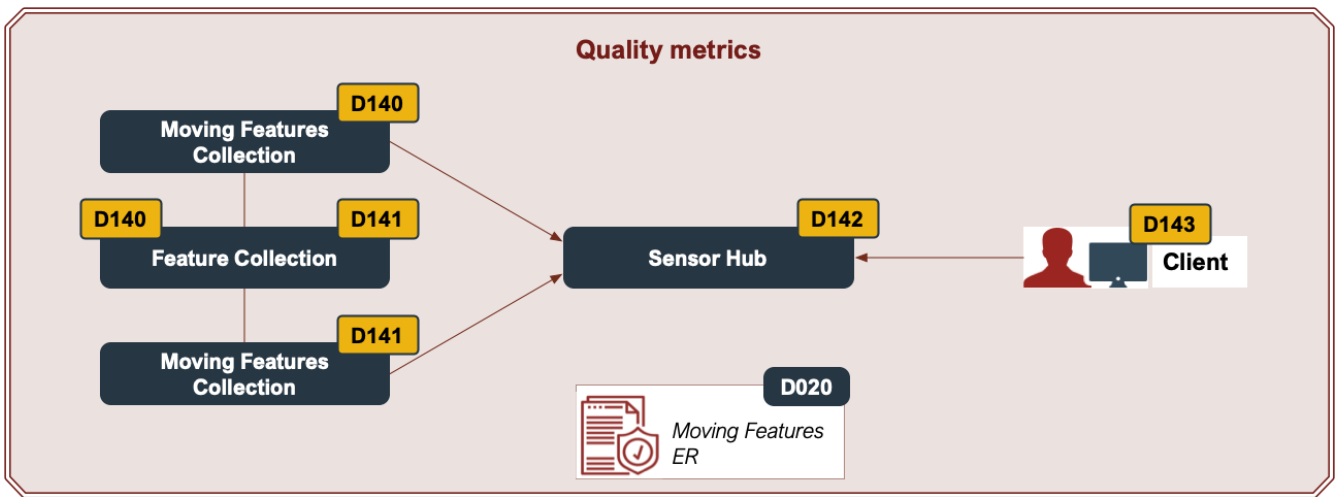 Quality metrics
D140
Moving Features
Collection
D140
D141
Feature Collection
D141
Moving Features
Collection
D142
Sensor Hub
D143
Client
D020
Moving Features
ER